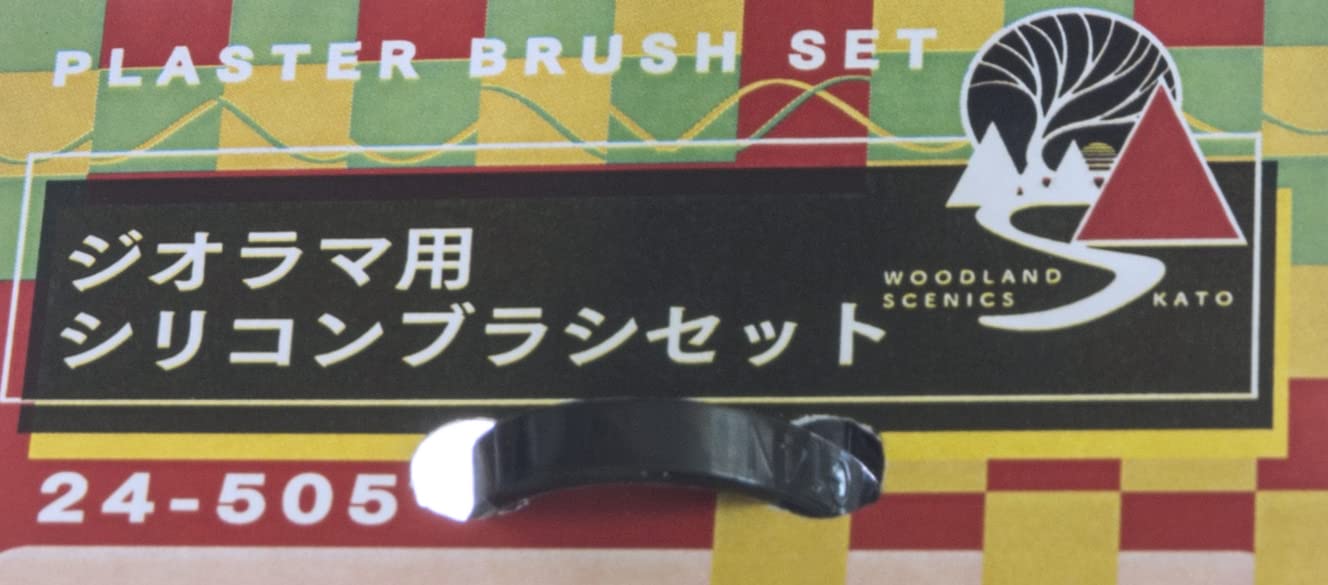 PLASTER BRUSH SET
ジオラマ用
シリコンブラシセット
WOODLAND
SCENICS
KATO
24-505